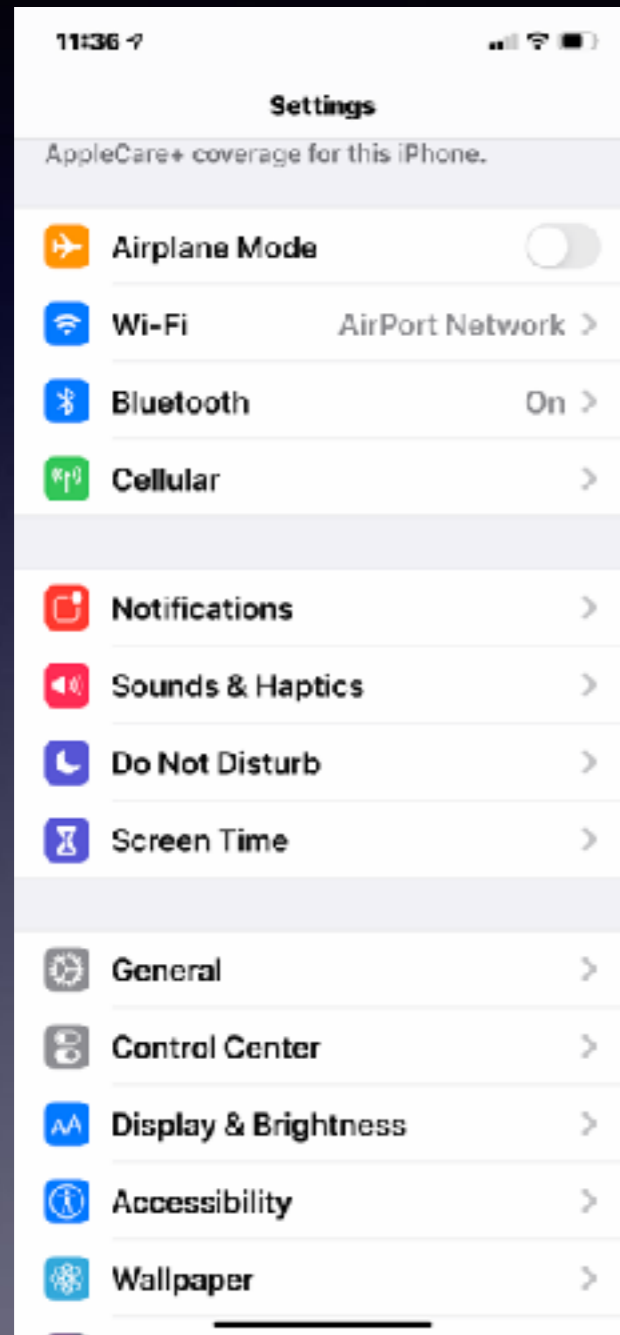 11:36
Settings
AppleCare+ coverage for this iPhone.
Airplane Mode
Wi-Fi AirPort Network
Bluetooth On
Cellular
Notifications
Sounds & Haptics
Do Not Disturb
Screen Time
General
Control Center
AA Display & Brightness
Accessibility
Wallpaper